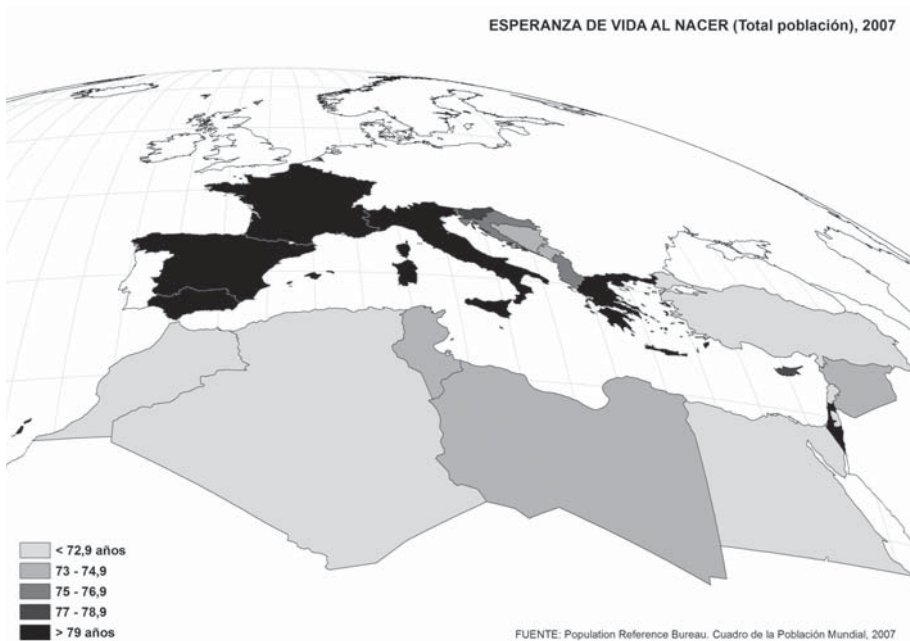 ESPERANZA DE VIDA AL NACER (Total población), 2007
< 72,9 años
73 - 74,9
75 - 76,9
77 - 78,9
> 79 años
FUENTE: Population Reference Bureau. Cuadro de la Población Mundial, 2007